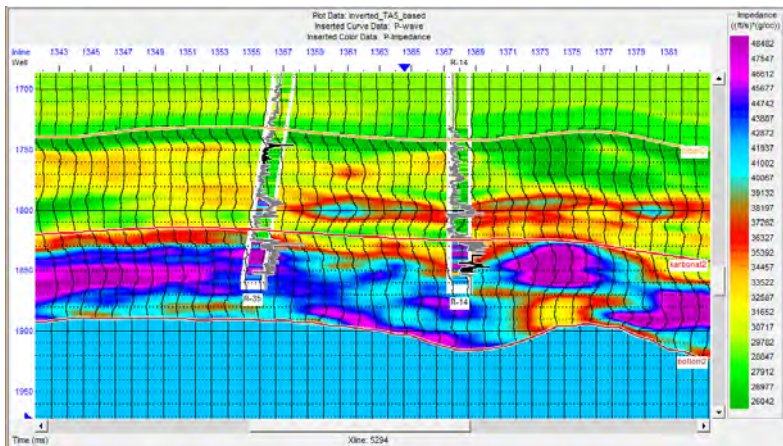 Plot Data: inverted_TA5_based
Inserted Curve Data: P-wave
Inserted Color Data: P-Impedance
Impedance
((ft/s)*(g/cc))
Inline 1343 1345 1347 1349 1351 1353 1355 1357 1359 1361 1363 1365 1367 1369 1371 1373 1375 1377 1379 1381
Well R-14
1700
1750
1800
1850
1900
1950
karbonat2
bottom2
R-35
R-14
48482
47547
46612
45677
44742
43807
42872
41937
41002
40067
39132
38197
37262
36327
35392
34457
33522
32587
31652
30717
29782
28847
27912
26977
26042
Time (ms)
Xline: 5294